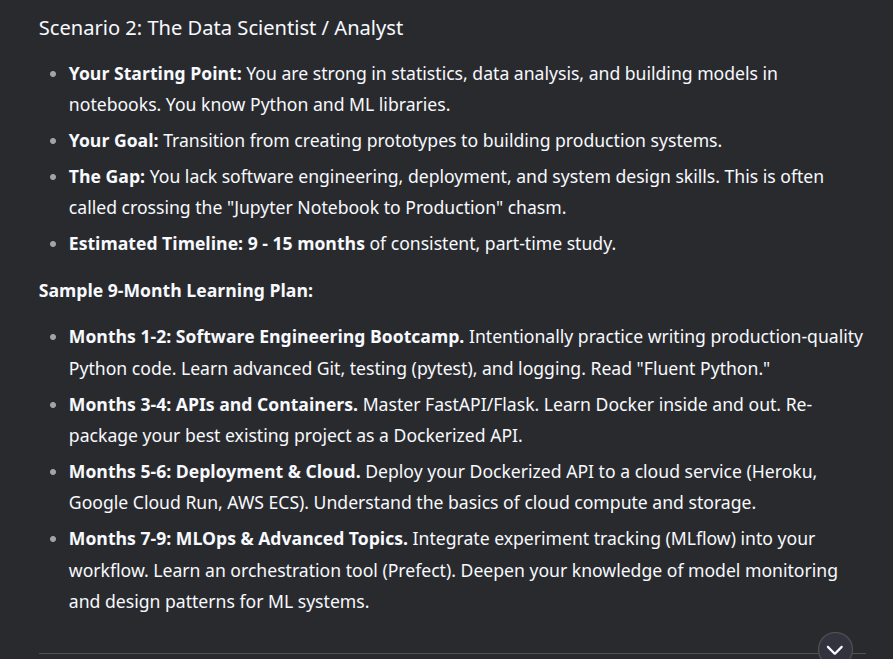 Scenario 2: The Data Scientist / Analyst
Your Starting Point: You are strong in statistics, data analysis, and building models in
notebooks. You know Python and ML libraries.
Your Goal: Transition from creating prototypes to building production systems.
The Gap: You lack software engineering, deployment, and system design skills. This is often
called crossing the "Jupyter Notebook to Production" chasm.
Estimated Timeline: 9 - 15 months of consistent, part-time study.
Sample 9-Month Learning Plan:
Months 1-2: Software Engineering Bootcamp. Intentionally practice writing production-quality
Python code. Learn advanced Git, testing (pytest), and logging. Read "Fluent Python."
Months 3-4: APIs and Containers. Master FastAPI/Flask. Learn Docker inside and out. Re-
package your best existing project as a Dockerized API.
Months 5-6: Deployment & Cloud. Deploy your Dockerized API to a cloud service (Heroku,
Google Cloud Run, AWS ECS). Understand the basics of cloud compute and storage.
Months 7-9: MLOps & Advanced Topics. Integrate experiment tracking (MLflow) into your
workflow. Learn an orchestration tool (Prefect). Deepen your knowledge of model monitoring
and design patterns for ML systems.